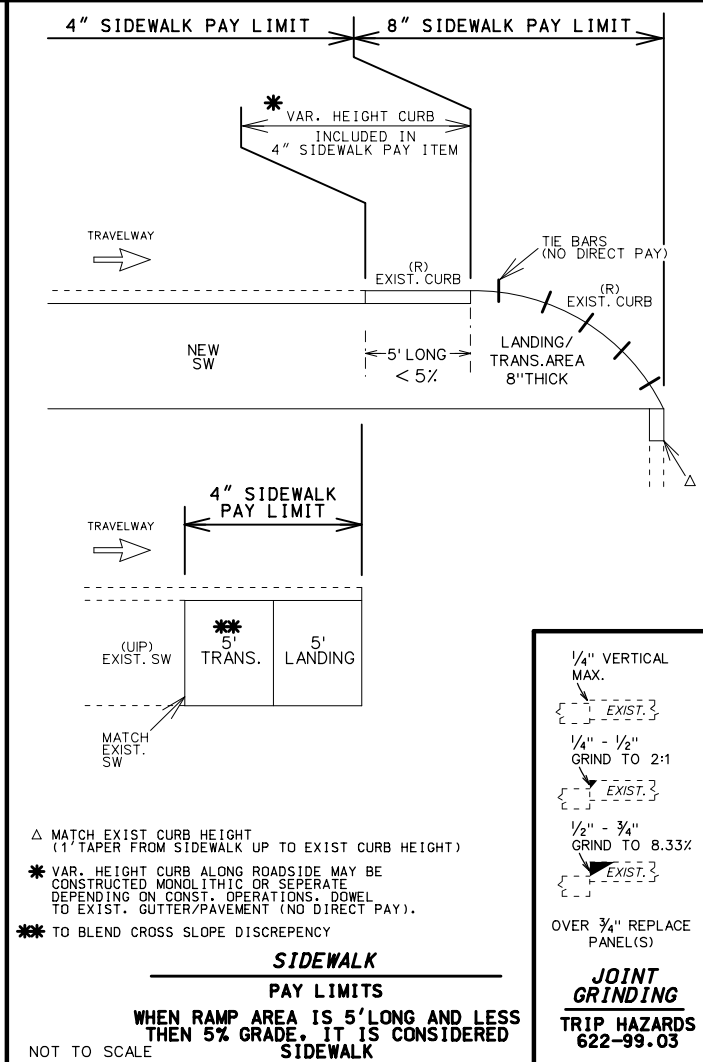 4" SIDEWALK PAY LIMIT
8" SIDEWALK PAY LIMIT
✱
VAR. HEIGHT CURB
INCLUDED IN
4" SIDEWALK PAY ITEM
TRAVELWAY
TIE BARS
(NO DIRECT PAY)
(R)
EXIST. CURB
(R)
EXIST. CURB
NEW
SW
5' LONG
< 5%
LANDING/
TRANS.AREA
8"THICK
△
4" SIDEWALK
PAY LIMIT
TRAVELWAY
(UIP)
EXIST. SW
✱✱
5'
TRANS.
5'
LANDING
MATCH
EXIST.
SW
△ MATCH EXIST CURB HEIGHT
(1' TAPER FROM SIDEWALK UP TO EXIST CURB HEIGHT)
✱ VAR. HEIGHT CURB ALONG ROADSIDE MAY BE
CONSTRUCTED MONOLITHIC OR SEPERATE
DEPENDING ON CONST. OPERATIONS. DOWEL
TO EXIST. GUTTER/PAVEMENT (NO DIRECT PAY).
✱✱ TO BLEND CROSS SLOPE DISCREPENCY
SIDEWALK
PAY LIMITS
WHEN RAMP AREA IS 5'LONG AND LESS
THEN 5% GRADE, IT IS CONSIDERED
SIDEWALK
NOT TO SCALE
1/4" VERTICAL
MAX.
EXIST.
1/4" - 1/2"
GRIND TO 2:1
EXIST.
1/2" - 3/4"
GRIND TO 8.33%
EXIST.
OVER 3/4" REPLACE
PANEL(S)
JOINT
GRINDING
TRIP HAZARDS
622-99.03